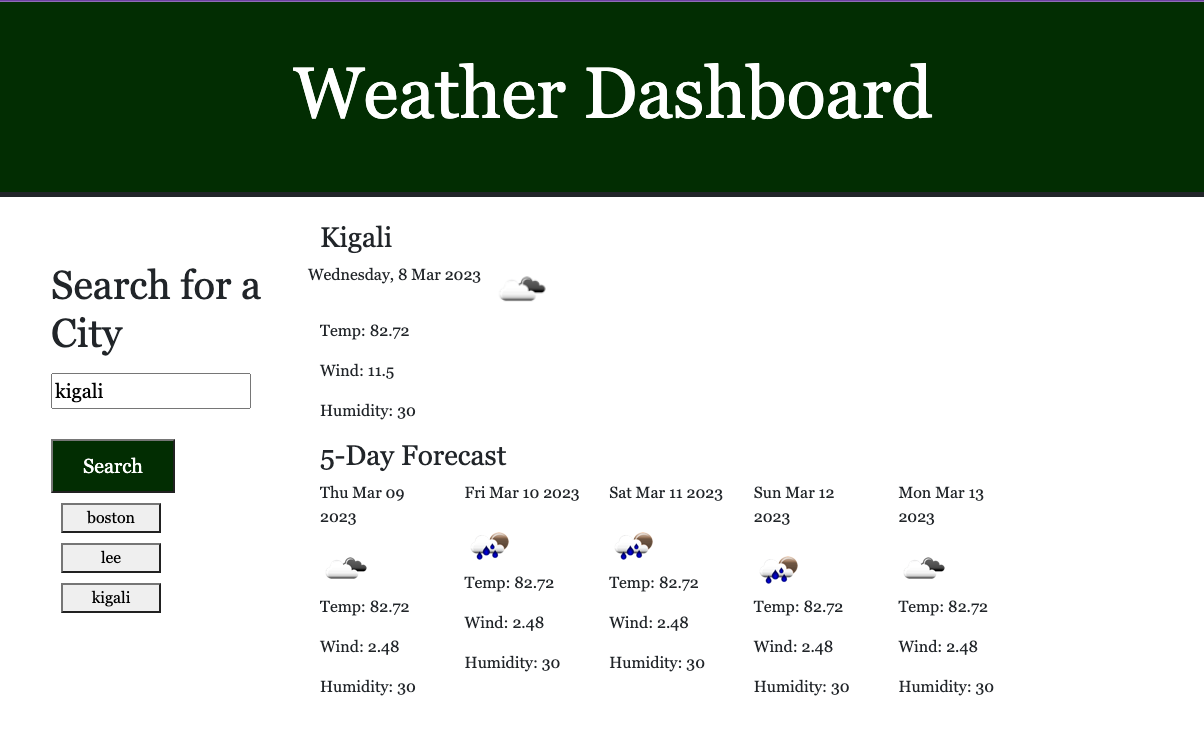 Weather Dashboard
Search for a
City
kigali
Search
boston
lee
kigali
Kigali
Wednesday, 8 Mar 2023
Temp: 82.72
Wind: 11.5
Humidity: 30
5-Day Forecast
Thu Mar 09
2023
Temp: 82.72
Wind: 2.48
Humidity: 30
Fri Mar 10 2023
Temp: 82.72
Wind: 2.48
Humidity: 30
Sat Mar 11 2023
Temp: 82.72
Wind: 2.48
Humidity: 30
Sun Mar 12
2023
Temp: 82.72
Wind: 2.48
Humidity: 30
Mon Mar 13
2023
Temp: 82.72
Wind: 2.48
Humidity: 30